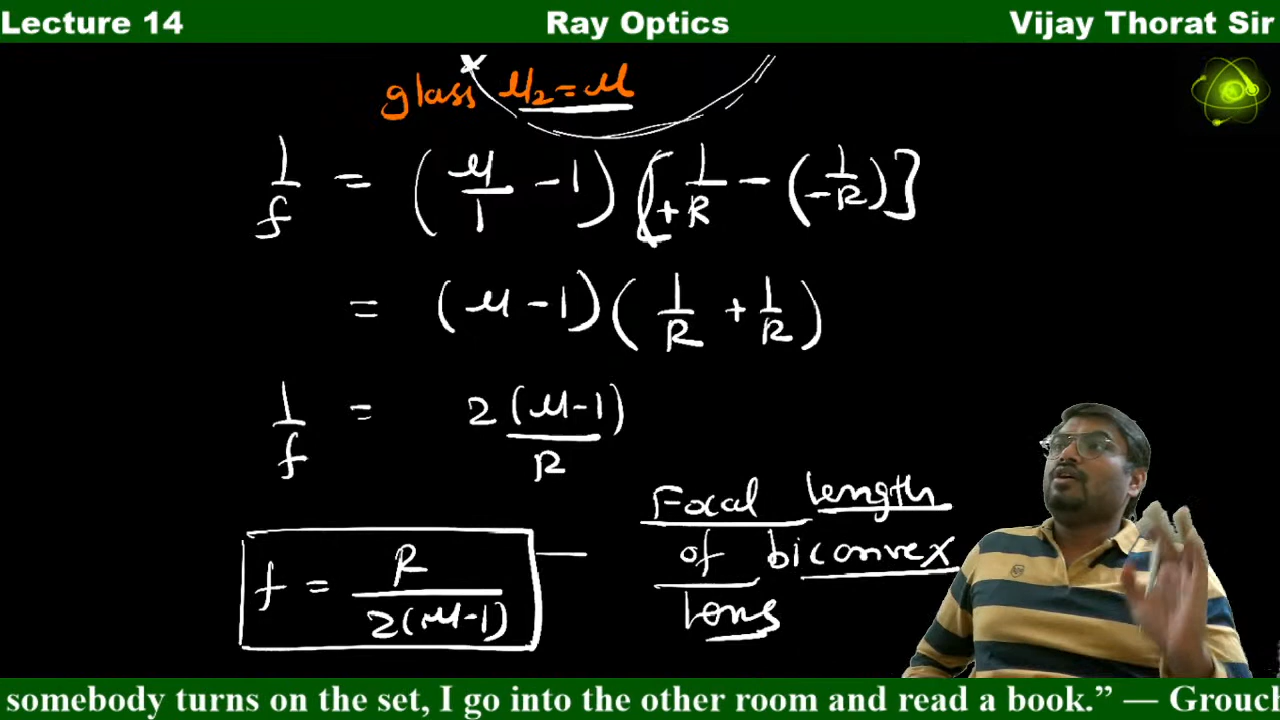 Lecture 14 Ray Optics Vijay Thorat Sir
glass μ₂ = μ
1/f = (μ/1 - 1) [1/+R - (1/-R)]
= (μ - 1) (1/R + 1/R)
1/f = 2(μ-1)/R
f = R/2(μ-1)
Focal length
of biconvex
lens
somebody turns on the set, I go into the other room and read a book.” — Grouch